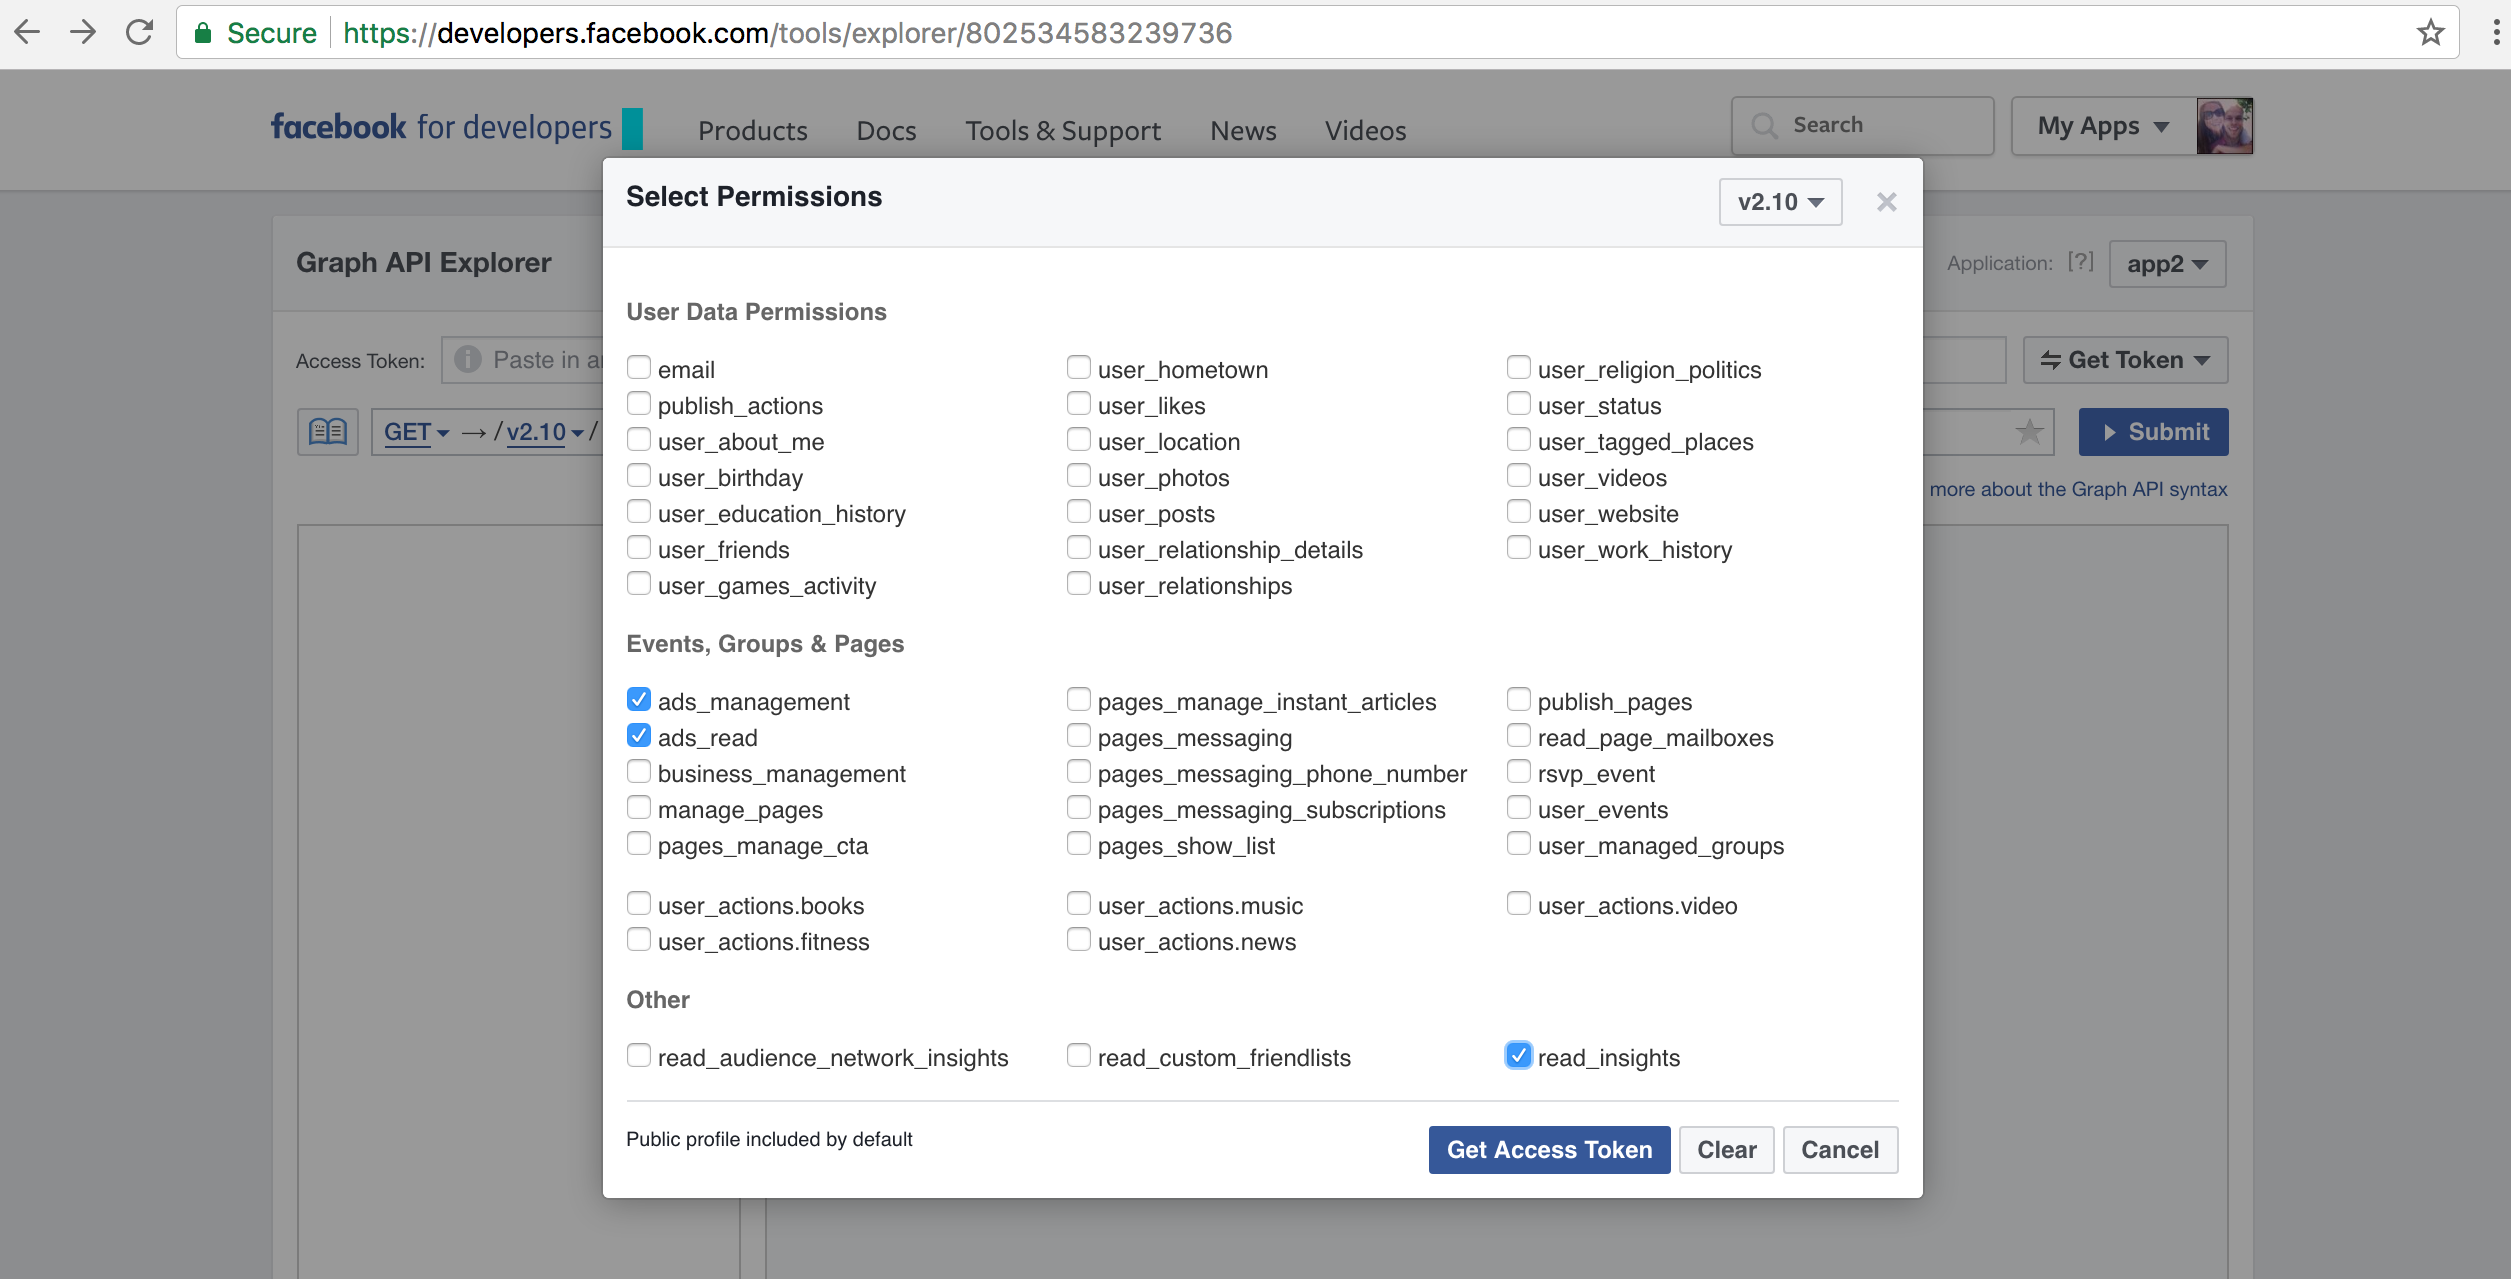 Secure https://developers.facebook.com/tools/explorer/802534583239736
facebook for developers Products Docs Tools & Support News Videos Search My Apps
Select Permissions v2.10
Graph API Explorer Application: [?] app2
User Data Permissions
Access Token: Paste in Get Token
email user_hometown user_religion_politics
publish_actions user_likes user_status
GET → / v2.10 / Submit
user_about_me user_location user_tagged_places
user_birthday user_photos user_videos
more about the Graph API syntax
user_education_history user_posts user_website
user_friends user_relationship_details user_work_history
user_games_activity user_relationships
Events, Groups & Pages
ads_management pages_manage_instant_articles publish_pages
ads_read pages_messaging read_page_mailboxes
business_management pages_messaging_phone_number rsvp_event
manage_pages pages_messaging_subscriptions user_events
pages_manage_cta pages_show_list user_managed_groups
user_actions.books user_actions.music user_actions.video
user_actions.fitness user_actions.news
Other
read_audience_network_insights read_custom_friendlists read_insights
Public profile included by default Get Access Token Clear Cancel